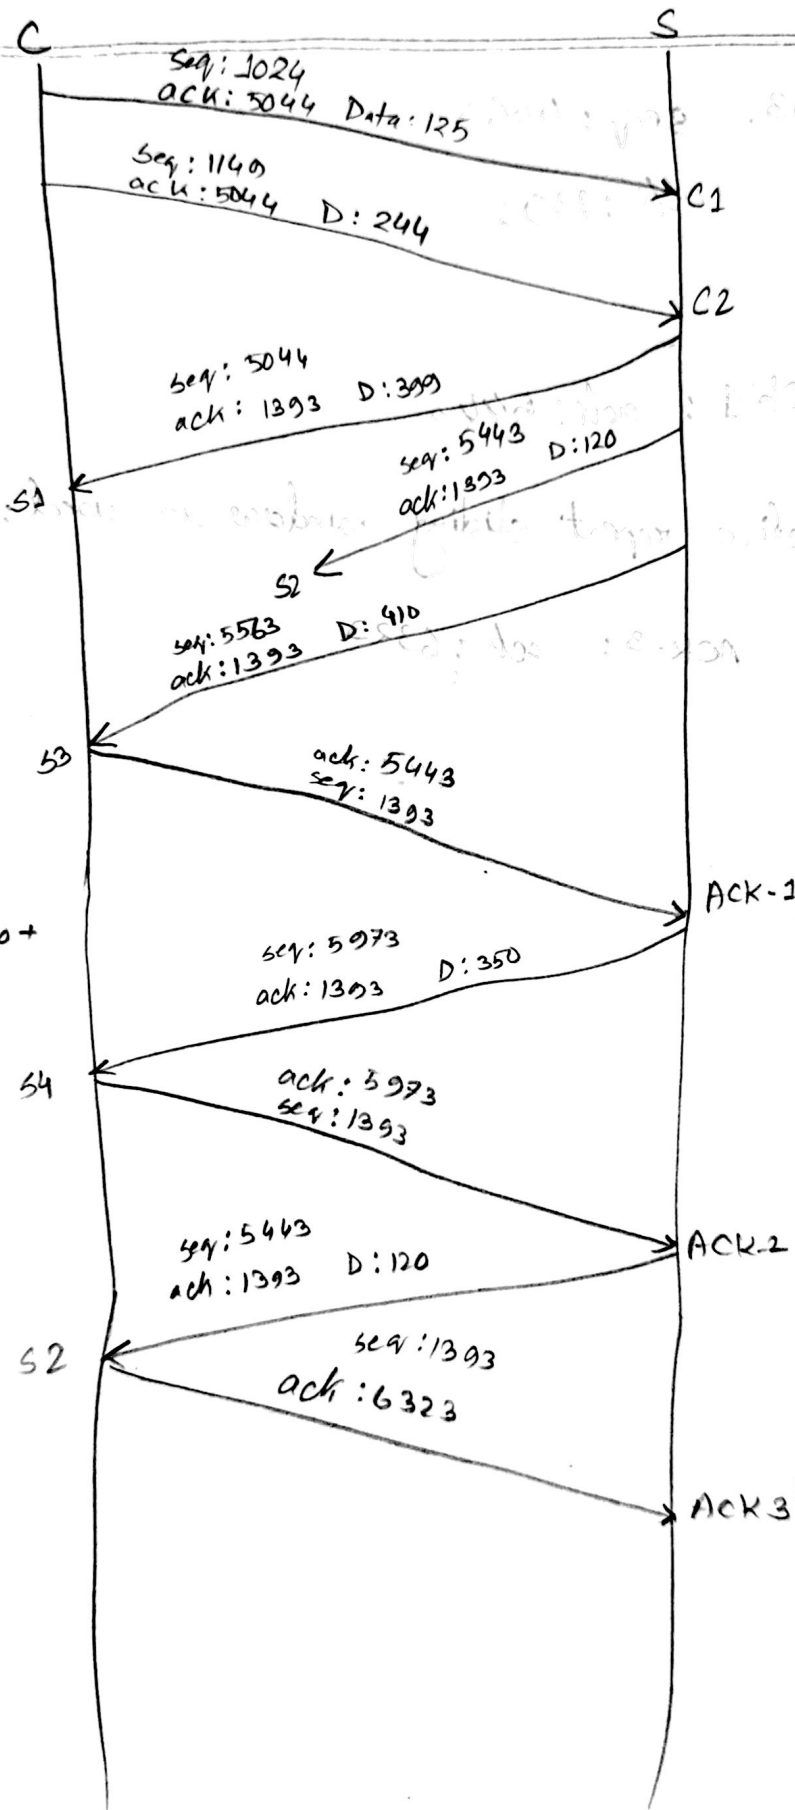 C
S
seq: 1024
ack: 5044 Data: 125
C1
seq: 1149
ack: 5044 D: 244
C2
seq: 5044
ack: 1393 D: 399
S1
seq: 5443
ack: 1393 D: 120
S2
seq: 5563
ack: 1393 D: 410
S3
ack: 5443
seq: 1393
ACK-1
seq: 5973
ack: 1393 D: 350
S4
ack: 5973
seq: 1393
ACK-2
seq: 5443
ack: 1393 D: 120
S2
seq: 1393
ack: 6323
ACK 3